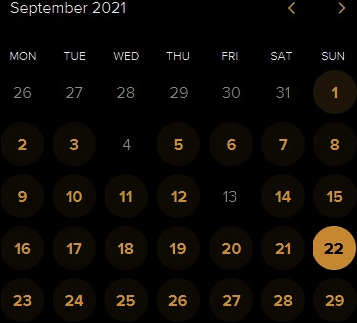 September 2021
MON TUE WED THU FRI SAT SUN
26 27 28 29 30 31 1
2 3 4 5 6 7 8
9 10 11 12 13 14 15
16 17 18 19 20 21 22
23 24 25 26 27 28 29